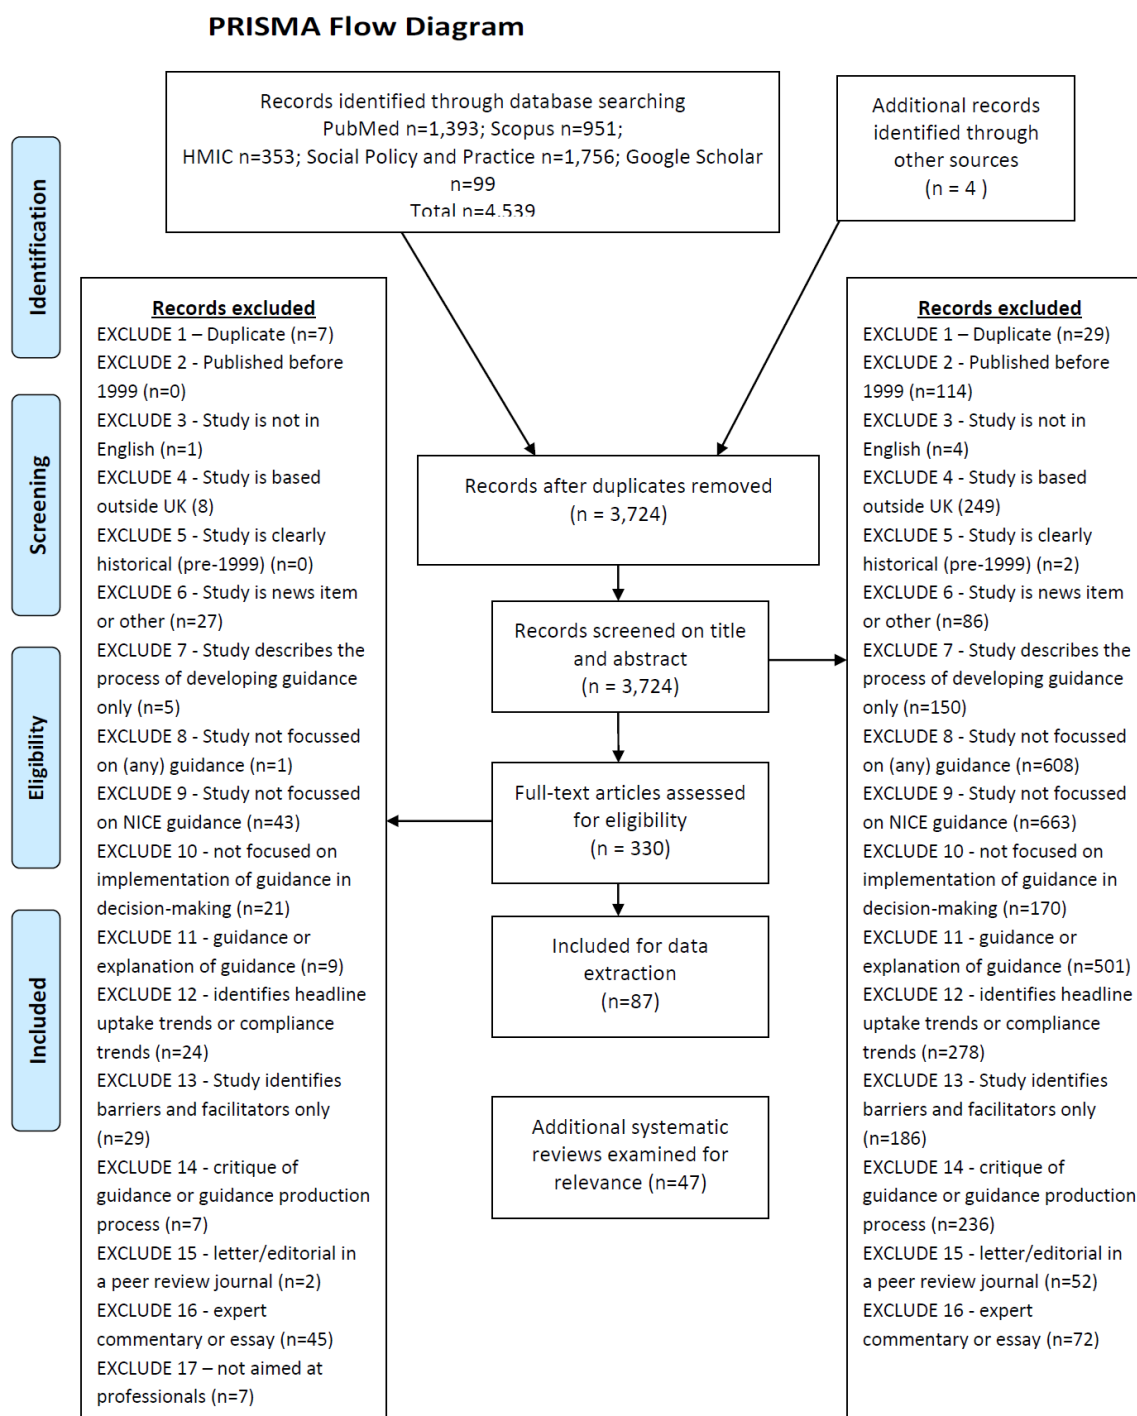 PRISMA Flow Diagram
Records identified through database searching
PubMed n=1,393; Scopus n=951;
HMIC n=353; Social Policy and Practice n=1,756; Google Scholar
n=99
Total n=4,539
Additional records
identified through
other sources
(n = 4 )
Identification
Screening
Eligibility
Included
Records excluded
EXCLUDE 1 – Duplicate (n=7)
EXCLUDE 2 - Published before
1999 (n=0)
EXCLUDE 3 - Study is not in
English (n=1)
EXCLUDE 4 - Study is based
outside UK (8)
EXCLUDE 5 - Study is clearly
historical (pre-1999) (n=0)
EXCLUDE 6 - Study is news item
or other (n=27)
EXCLUDE 7 - Study describes the
process of developing guidance
only (n=5)
EXCLUDE 8 - Study not focussed
on (any) guidance (n=1)
EXCLUDE 9 - Study not focussed
on NICE guidance (n=43)
EXCLUDE 10 - not focused on
implementation of guidance in
decision-making (n=21)
EXCLUDE 11 - guidance or
explanation of guidance (n=9)
EXCLUDE 12 - identifies headline
uptake trends or compliance
trends (n=24)
EXCLUDE 13 - Study identifies
barriers and facilitators only
(n=29)
EXCLUDE 14 - critique of
guidance or guidance production
process (n=7)
EXCLUDE 15 - letter/editorial in
a peer review journal (n=2)
EXCLUDE 16 - expert
commentary or essay (n=45)
EXCLUDE 17 – not aimed at
professionals (n=7)
Records after duplicates removed
(n = 3,724)
Records screened on title
and abstract
(n = 3,724)
Full-text articles assessed
for eligibility
(n = 330)
Included for data
extraction
(n=87)
Additional systematic
reviews examined for
relevance (n=47)
Records excluded
EXCLUDE 1 – Duplicate (n=29)
EXCLUDE 2 - Published before
1999 (n=114)
EXCLUDE 3 - Study is not in
English (n=4)
EXCLUDE 4 - Study is based
outside UK (249)
EXCLUDE 5 - Study is clearly
historical (pre-1999) (n=2)
EXCLUDE 6 - Study is news item
or other (n=86)
EXCLUDE 7 - Study describes the
process of developing guidance
only (n=150)
EXCLUDE 8 - Study not focussed
on (any) guidance (n=608)
EXCLUDE 9 - Study not focussed
on NICE guidance (n=663)
EXCLUDE 10 - not focused on
implementation of guidance in
decision-making (n=170)
EXCLUDE 11 - guidance or
explanation of guidance (n=501)
EXCLUDE 12 - identifies headline
uptake trends or compliance
trends (n=278)
EXCLUDE 13 - Study identifies
barriers and facilitators only
(n=186)
EXCLUDE 14 - critique of
guidance or guidance production
process (n=236)
EXCLUDE 15 - letter/editorial in
a peer review journal (n=52)
EXCLUDE 16 - expert
commentary or essay (n=72)